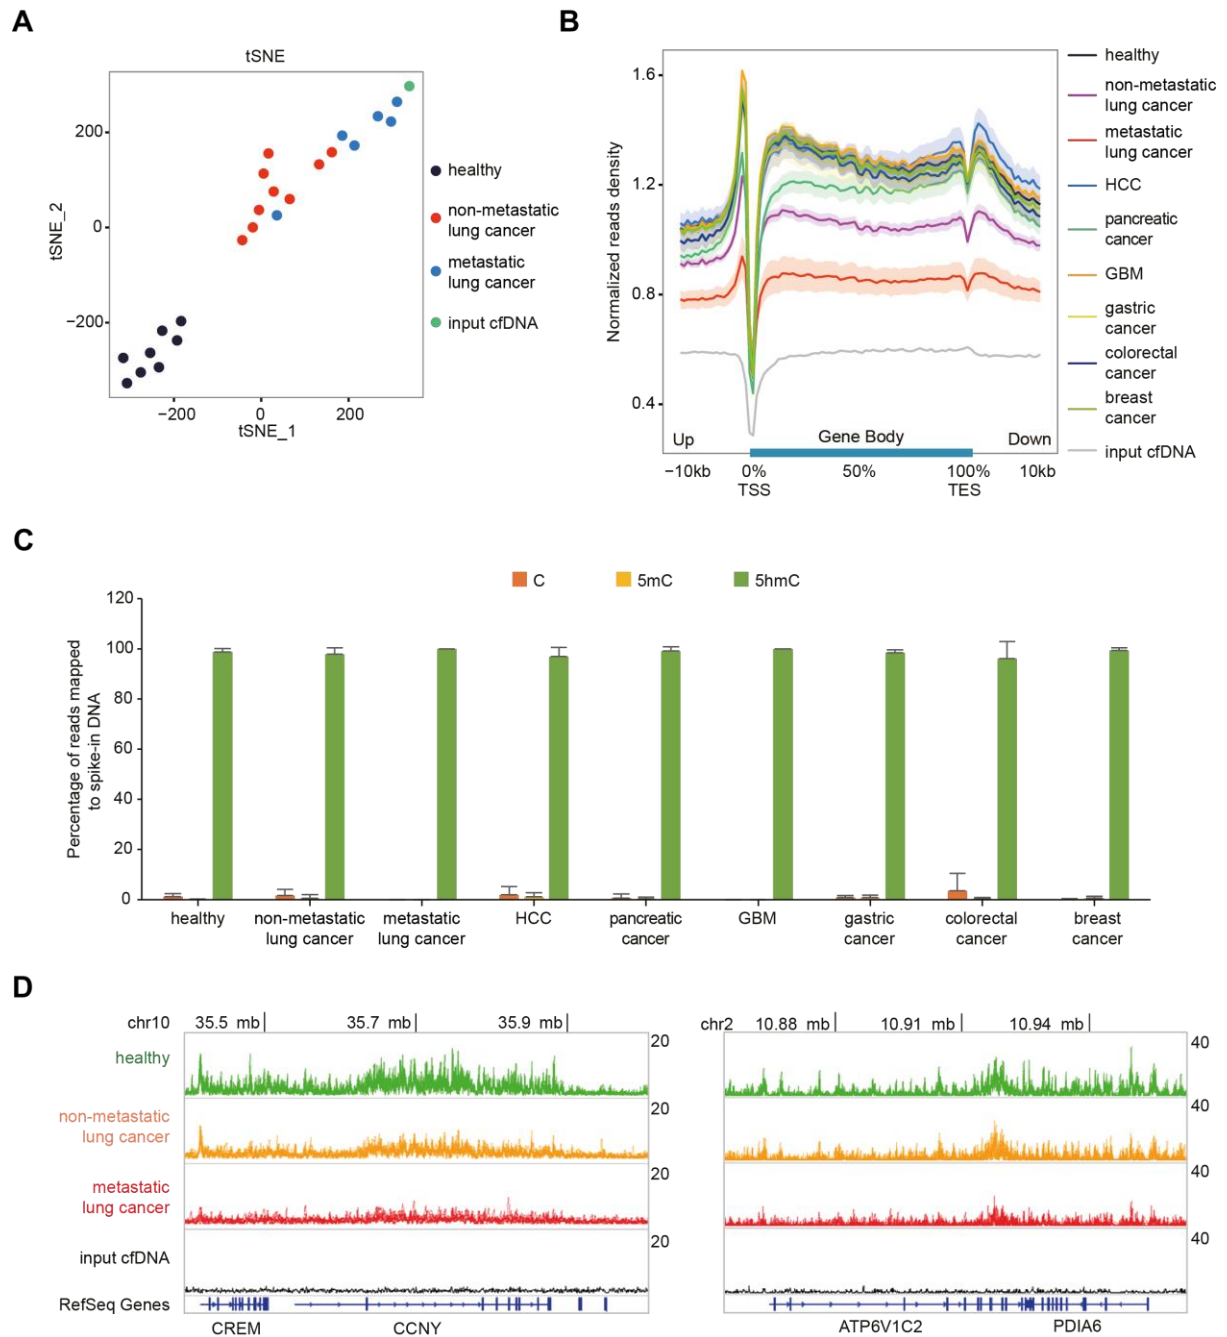 A
tSNE
200
0
−200
tSNE_2
−200
0
200
tSNE_1
healthy
non-metastatic
lung cancer
metastatic
lung cancer
input cfDNA
B
1.6
1.2
0.8
0.4
Normalized reads density
Up
Gene Body
Down
−10kb
0%
50%
100%
10kb
TSS
TES
healthy
non-metastatic
lung cancer
metastatic
lung cancer
HCC
pancreatic
cancer
GBM
gastric
cancer
colorectal
cancer
breast
cancer
input cfDNA
C
C
5mC
5hmC
120
100
80
60
40
20
0
Percentage of reads mapped
to spike-in DNA
healthy
non-metastatic
lung cancer
metastatic
lung cancer
HCC
pancreatic
cancer
GBM
gastric
cancer
colorectal
cancer
breast
cancer
D
chr10
35.5 mb
35.7 mb
35.9 mb
healthy
20
non-metastatic
lung cancer
20
metastatic
lung cancer
20
input cfDNA
20
RefSeq Genes
CREM
CCNY
chr2
10.88 mb
10.91 mb
10.94 mb
40
40
40
40
ATP6V1C2
PDIA6